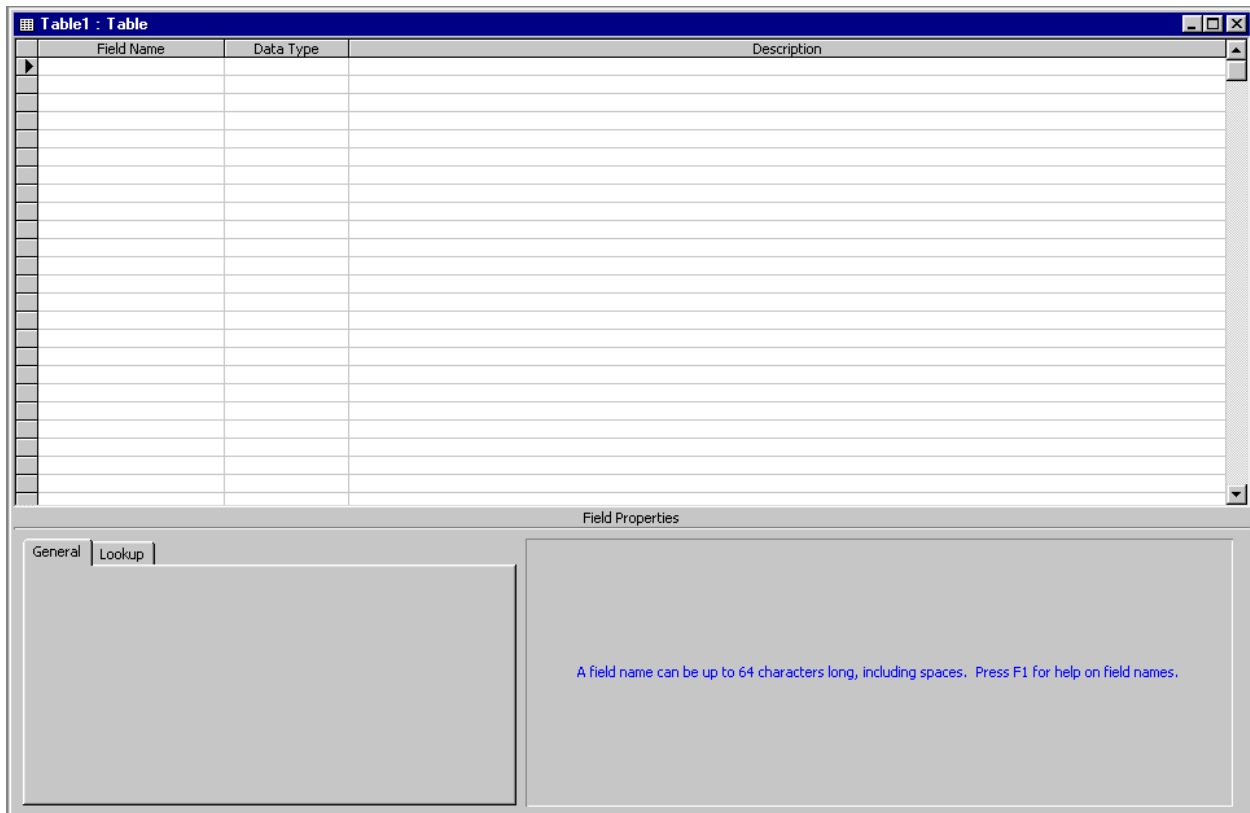 Table1 : Table
Field Name Data Type Description
Field Properties
General Lookup
A field name can be up to 64 characters long, including spaces. Press F1 for help on field names.